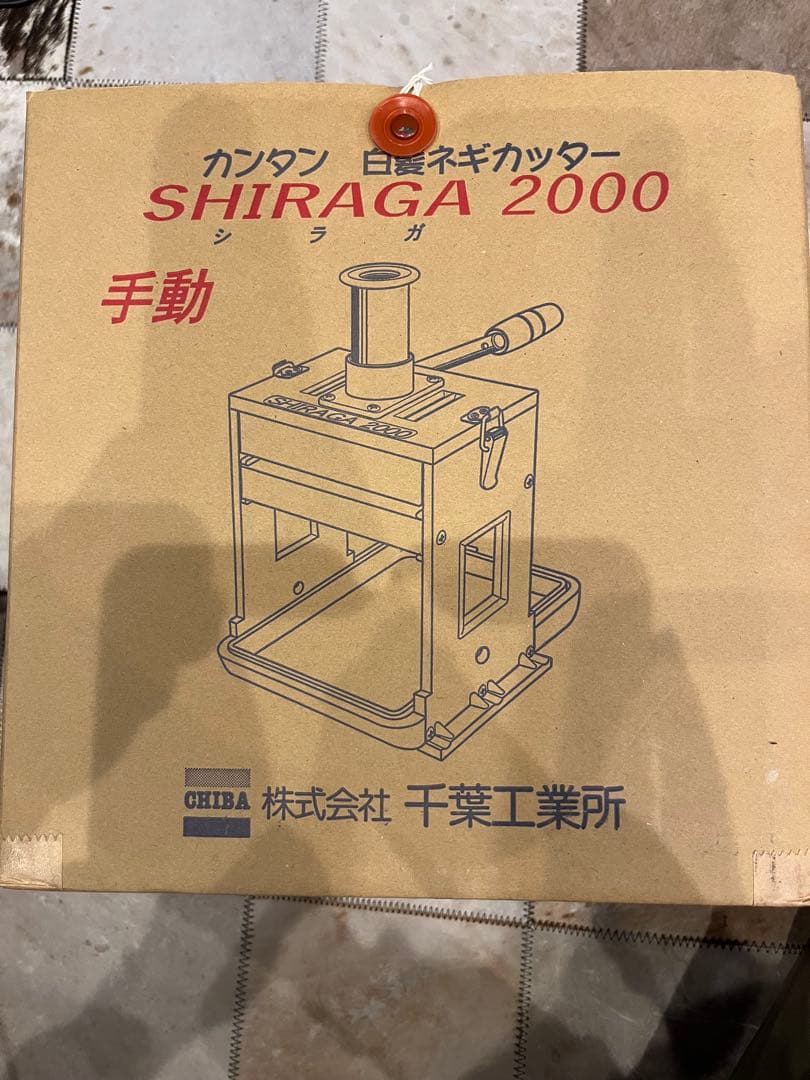 カンタン 白髪ネギカッター
SHIRAGA 2000
シラガ
手動
SHIRAGA 2000
CHIBA 株式会社 千葉工業所